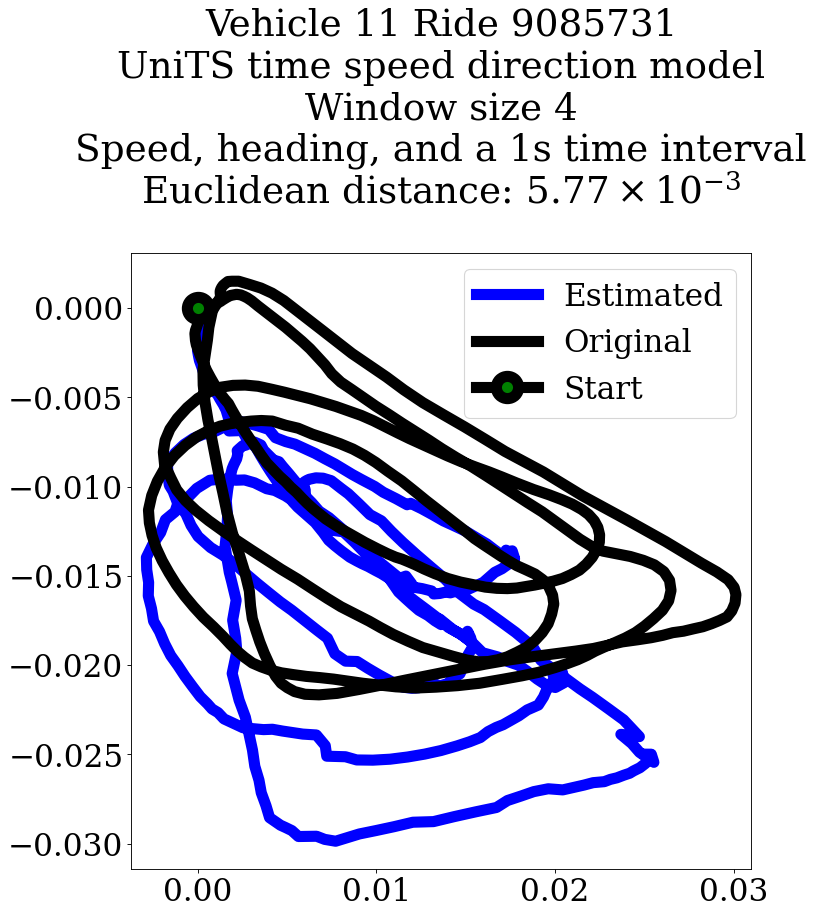 Vehicle 11 Ride 9085731
UniTS time speed direction model
Window size 4
Speed, heading, and a 1s time interval
Euclidean distance: 5.77 × 10⁻³
Estimated
Original
Start
0.000
−0.005
−0.010
−0.015
−0.020
−0.025
−0.030
0.00 0.01 0.02 0.03